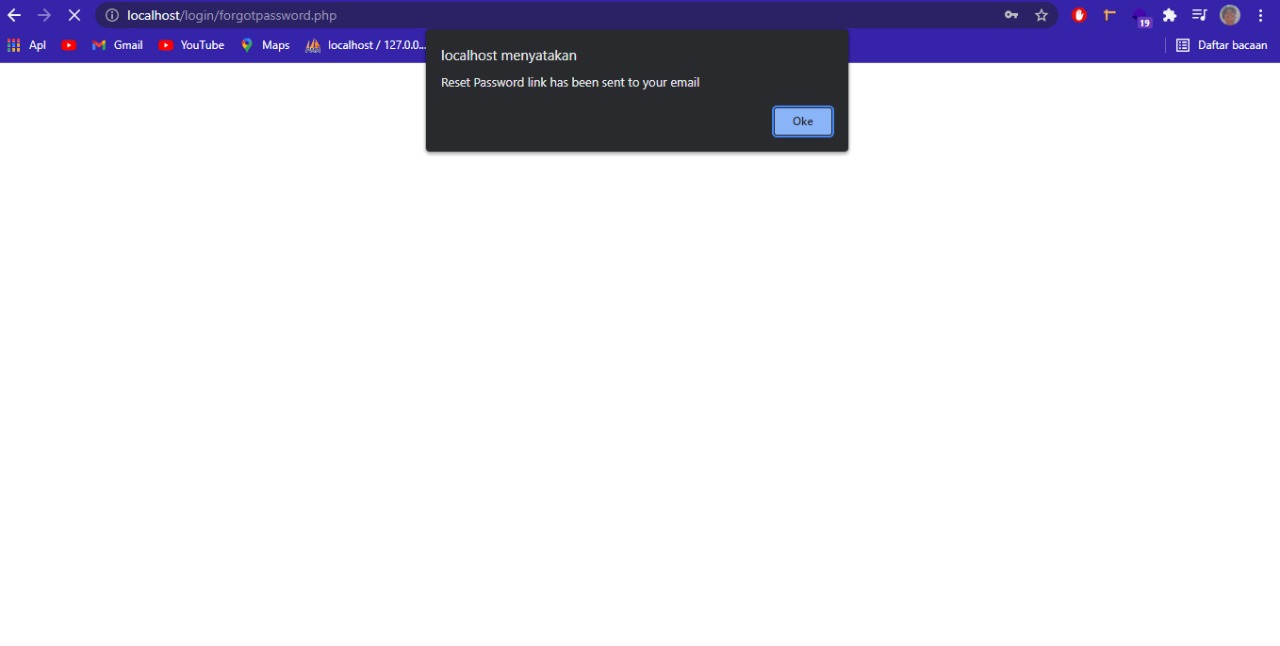 localhost/login/forgotpassword.php
19
Apl Gmail YouTube Maps localhost / 127.0.0... Daftar bacaan
localhost menyatakan
Reset Password link has been sent to your email
Oke